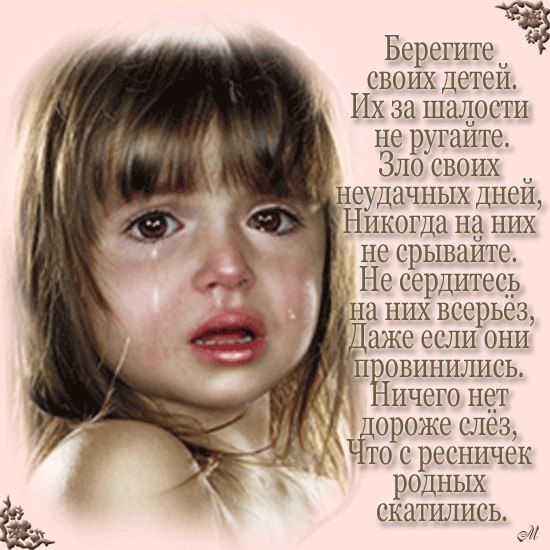 Берегите
своих детей.
Их за шалости
не ругайте.
Зло своих
неудачных дней,
Никогда на них
не срывайте.
Не сердитесь
на них всерьёз,
Даже если они
провинились.
Ничего нет
дороже слёз,
Что с ресничек
родных
скатились.
М